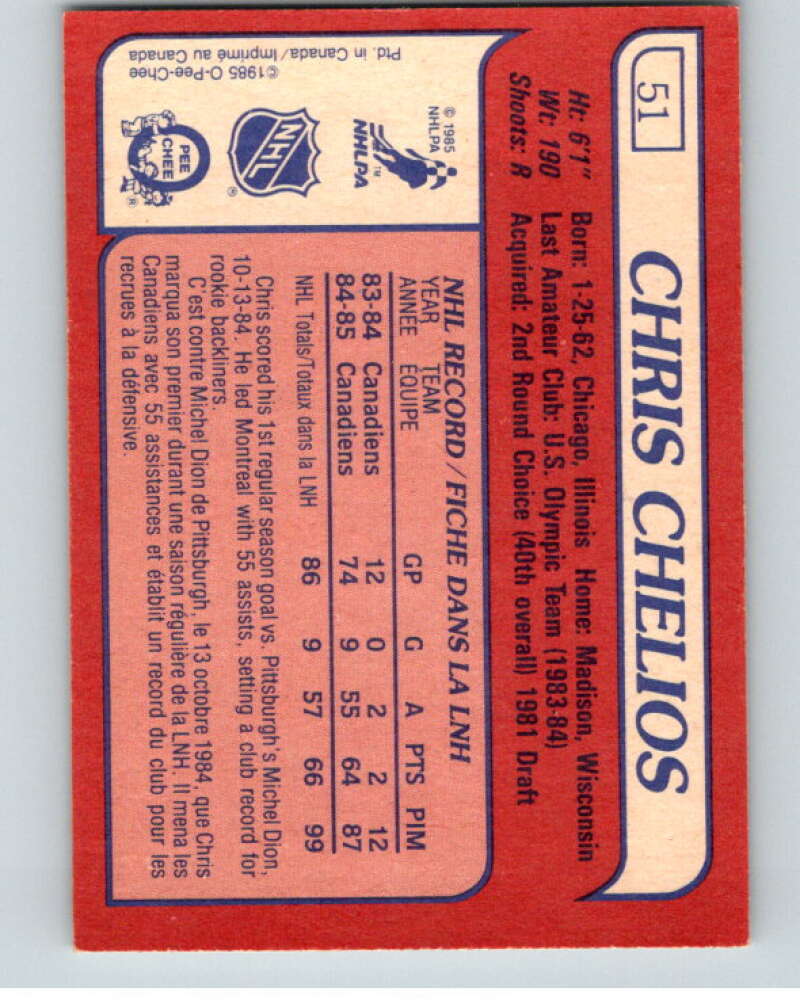 51
CHRIS CHELIOS
Ht: 6'1" Born: 1-25-62, Chicago, Illinois Home: Madison, Wisconsin
Wt: 190 Last Amateur Club: U.S. Olympic Team (1983-84)
Shoots: R Acquired: 2nd Round Choice (40th overall) 1981 Draft
© 1985
NHLPA
NHLPA™
NHL®
O
PEE
CHEE
®
©1985 O-Pee-Chee
Ptd. in Canada/Imprimé au Canada
NHL RECORD / FICHE DANS LA LNH
YEAR TEAM
ANNÉE ÉQUIPE GP G A PTS PIM
83-84 Canadiens 12 0 2 2 12
84-85 Canadiens 74 9 55 64 87
NHL Totals/Totaux dans la LNH 86 9 57 66 99
Chris scored his 1st regular season goal vs. Pittsburgh's Michel Dion,
10-13-84. He led Montreal with 55 assists, setting a club record for
rookie backliners.
C'est contre Michel Dion de Pittsburgh, le 13 octobre 1984, que Chris
marqua son premier durant une saison régulière de la LNH. Il mena les
Canadiens avec 55 assistances et établit un record du club pour les
recrues à la défensive.